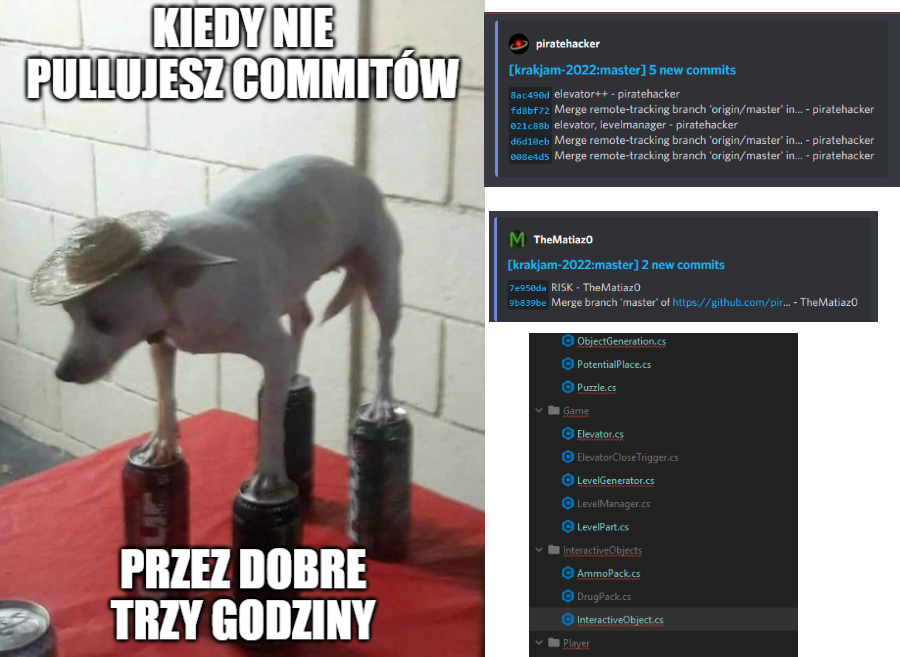 KIEDY NIE
PULLUJESZ COMMITÓW
PRZEZ DOBRE
TRZY GODZINY
piratehacker
[krakjam-2022:master] 5 new commits
8ac490d elevator++ - piratehacker
fd8bf72 Merge remote-tracking branch 'origin/master' in... - piratehacker
021c88b elevator, levelmanager - piratehacker
d6d10eb Merge remote-tracking branch 'origin/master' in... - piratehacker
008e4d5 Merge remote-tracking branch 'origin/master' in... - piratehacker
M TheMatiaz0
[krakjam-2022:master] 2 new commits
7e950da RISK - TheMatiaz0
9b839be Merge branch 'master' of https://github.com/pir... - TheMatiaz0
ObjectGeneration.cs
PotentialPlace.cs
Puzzle.cs
Game
Elevator.cs
ElevatorCloseTrigger.cs
LevelGenerator.cs
LevelManager.cs
LevelPart.cs
InteractiveObjects
AmmoPack.cs
DrugPack.cs
InteractiveObject.cs
Player